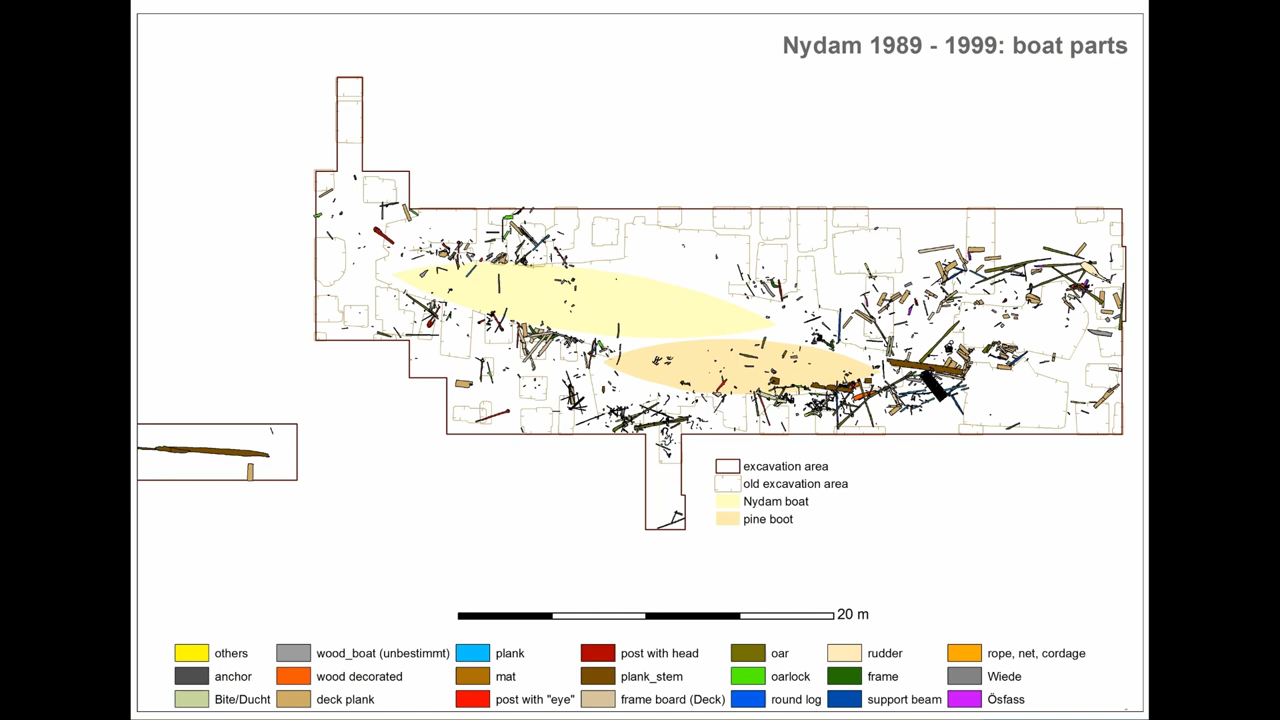 Nydam 1989 - 1999: boat parts
excavation area
old excavation area
Nydam boat
pine boot
20 m
others wood_boat (unbestimmt) plank post with head oar rudder rope, net, cordage
anchor wood decorated mat plank_stem oarlock frame Wiede
Bite/Ducht deck plank post with "eye" frame board (Deck) round log support beam Ösfass